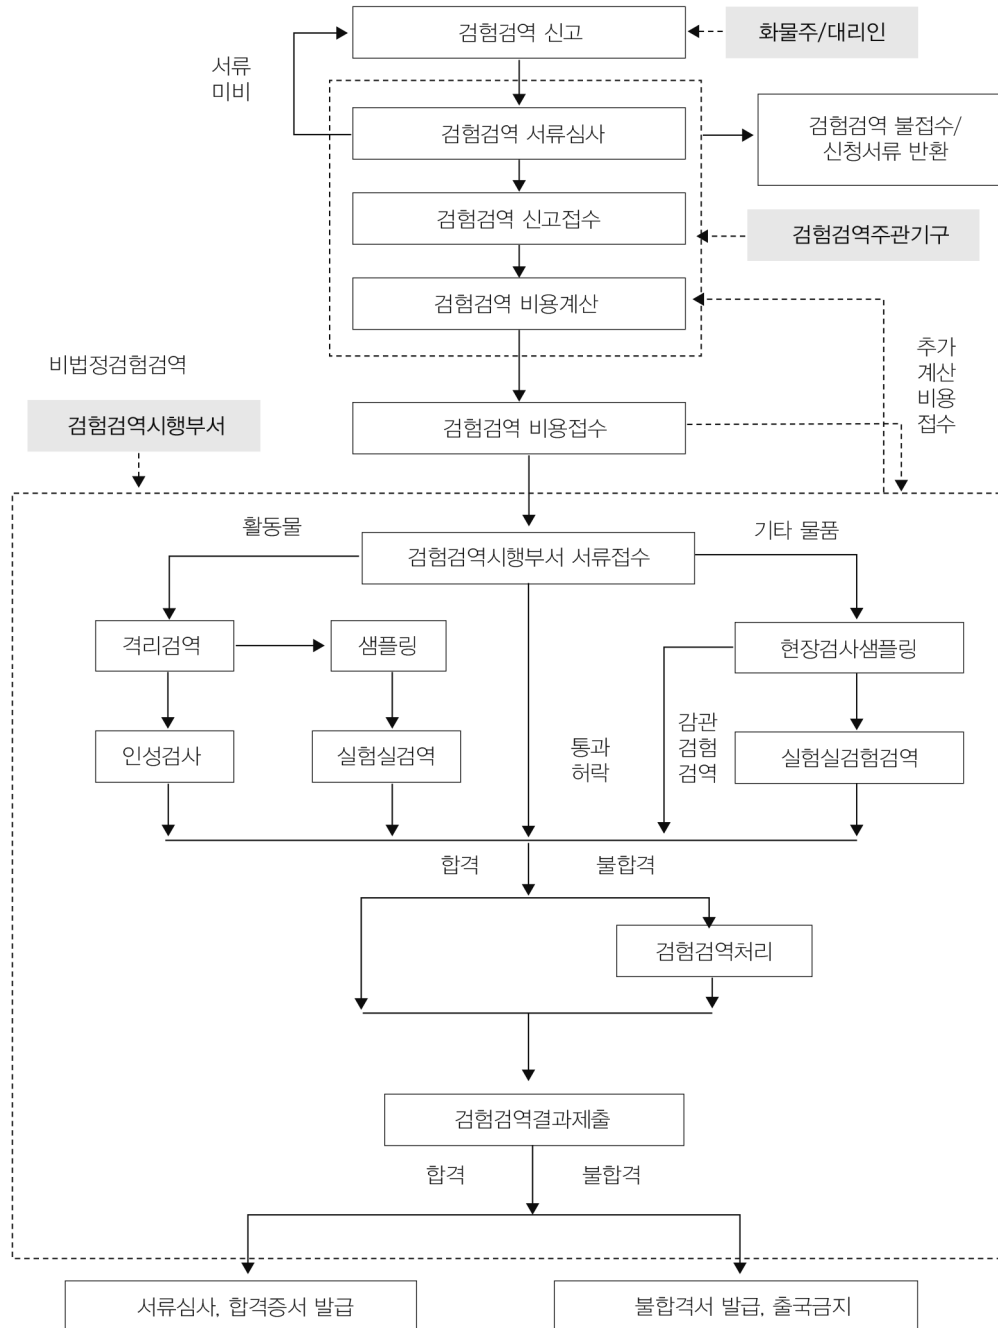 검험검역 신고
화물주/대리인
서류
미비
검험검역 서류심사
검험검역 불접수/
신청서류 반환
검험검역 신고접수
검험검역주관기구
검험검역 비용계산
추가
계산
비용
접수
비법정검험검역
검험검역시행부서
검험검역 비용접수
활동물
기타 물품
검험검역시행부서 서류접수
격리검역
샘플링
현장검사샘플링
인성검사
실험실검역
통과
허락
감관
검험
검역
실험실검험검역
합격
불합격
검험검역처리
검험검역결과제출
합격
불합격
서류심사, 합격증서 발급
불합격서 발급, 출국금지